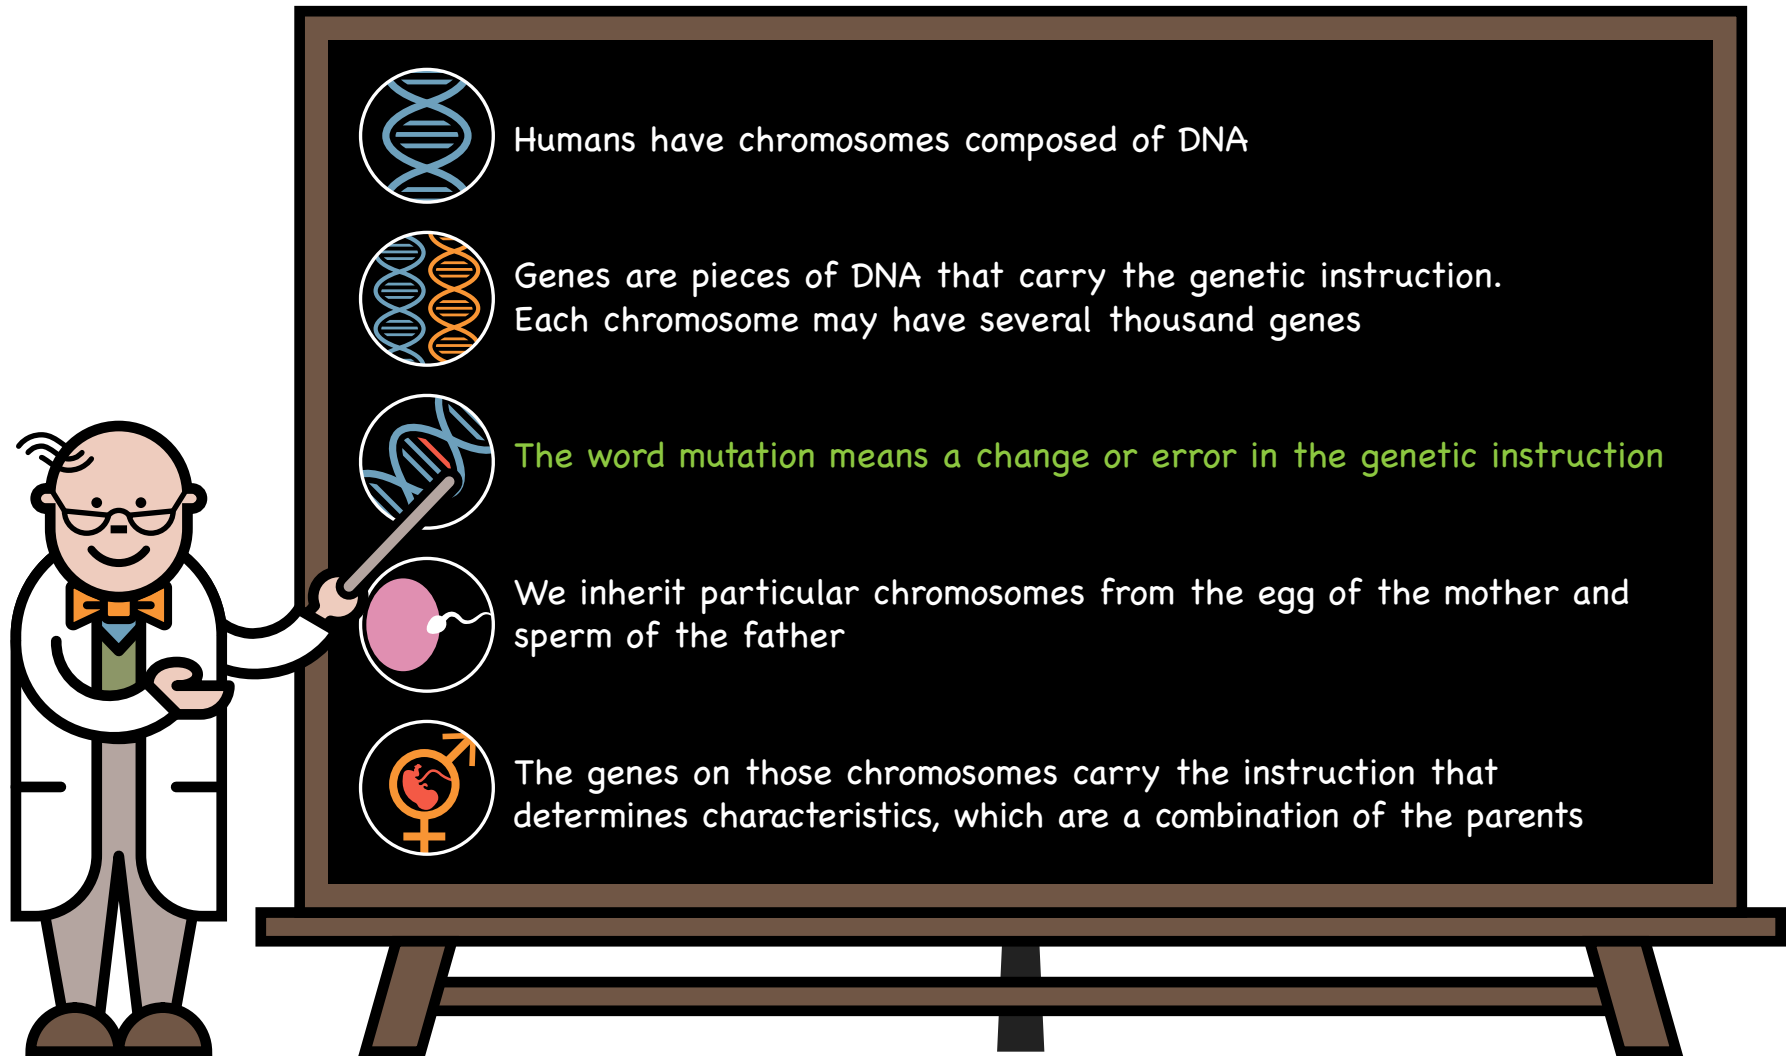 Humans have chromosomes composed of DNA
Genes are pieces of DNA that carry the genetic instruction.
Each chromosome may have several thousand genes
The word mutation means a change or error in the genetic instruction
We inherit particular chromosomes from the egg of the mother and
sperm of the father
The genes on those chromosomes carry the instruction that
determines characteristics, which are a combination of the parents